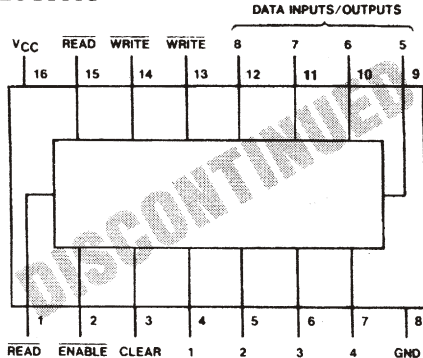 DATA INPUTS/OUTPUTS
VCC READ WRITE WRITE 8 7 6 5
16 15 14 13 12 11 10 9
DISCONTINUED
1 2 3 4 5 6 7 8
READ ENABLE CLEAR 1 2 3 4 GND